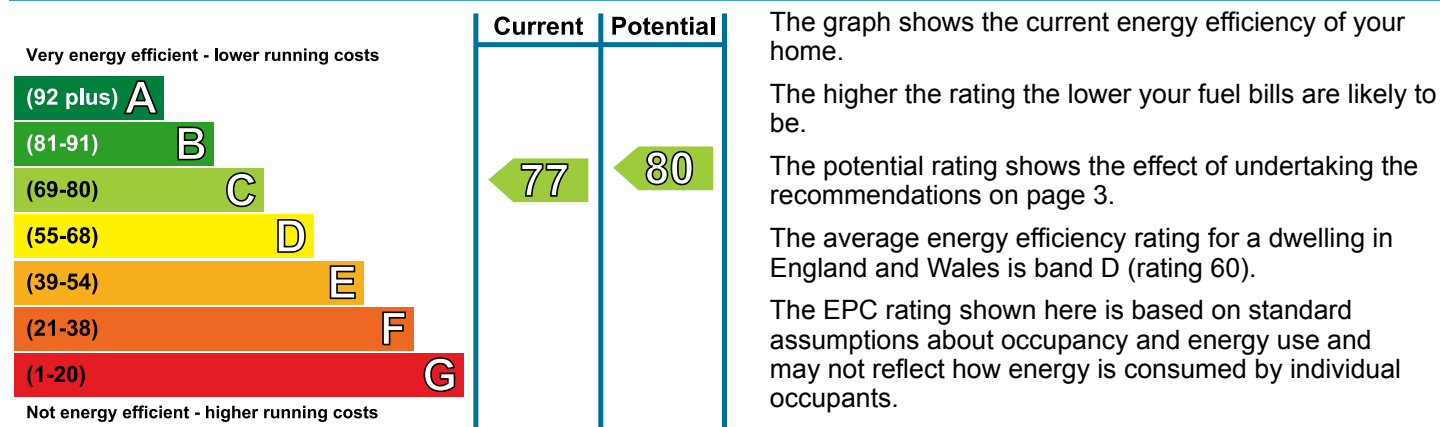 Current Potential
Very energy efficient - lower running costs
(92 plus) A
(81-91) B
(69-80) C
(55-68) D
(39-54) E
(21-38) F
(1-20) G
Not energy efficient - higher running costs
77
80
The graph shows the current energy efficiency of your
home.
The higher the rating the lower your fuel bills are likely to
be.
The potential rating shows the effect of undertaking the
recommendations on page 3.
The average energy efficiency rating for a dwelling in
England and Wales is band D (rating 60).
The EPC rating shown here is based on standard
assumptions about occupancy and energy use and
may not reflect how energy is consumed by individual
occupants.